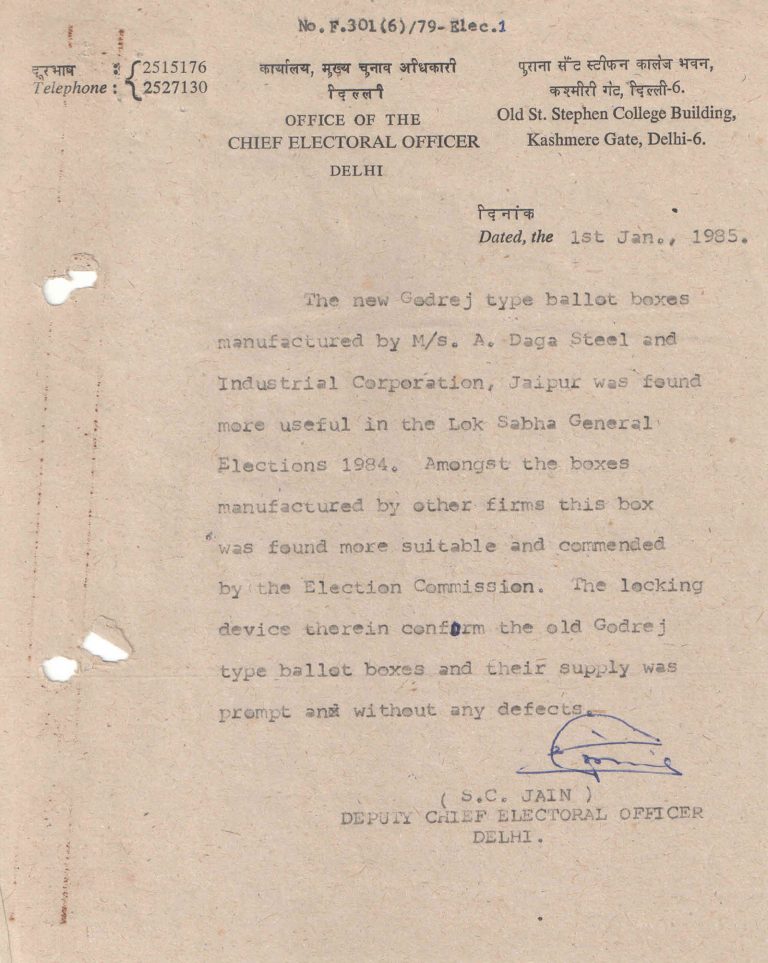 No.F.301(6)/79-Elec.1
दूरभाष : 2515176
Telephone : 2527130
कार्यालय, मुख्य चुनाव अधिकारी
दिल्ली
OFFICE OF THE
CHIEF ELECTORAL OFFICER
DELHI
पुराना सेंट स्टीफन कालेज भवन,
कश्मीरी गेट, दिल्ली-6.
Old St. Stephen College Building,
Kashmere Gate, Delhi-6.
दिनांक
Dated, the 1st Jan., 1985.
The new Godrej type ballot boxes
manufactured by M/s. A. Daga Steel and
Industrial Corporation, Jaipur was found
more useful in the Lok Sabha General
Elections 1984. Amongst the boxes
manufactured by other firms this box
was found more suitable and commended
by the Election Commission. The locking
device therein conform the old Godrej
type ballot boxes and their supply was
prompt and without any defects.
( S.C. JAIN )
DEPUTY CHIEF ELECTORAL OFFICER
DELHI.